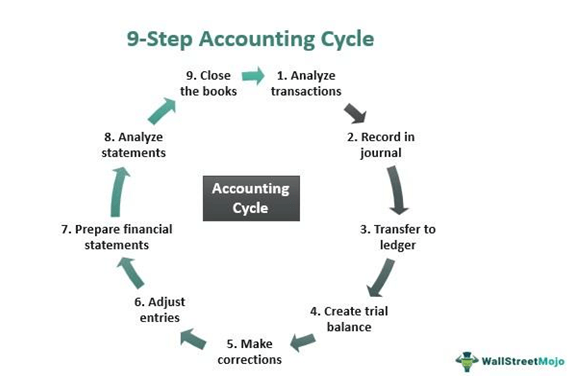 9-Step Accounting Cycle
9. Close
the books
1. Analyze
transactions
2. Record in
journal
3. Transfer to
ledger
4. Create trial
balance
5. Make
corrections
6. Adjust
entries
7. Prepare financial
statements
8. Analyze
statements
Accounting
Cycle
WallStreetMojo